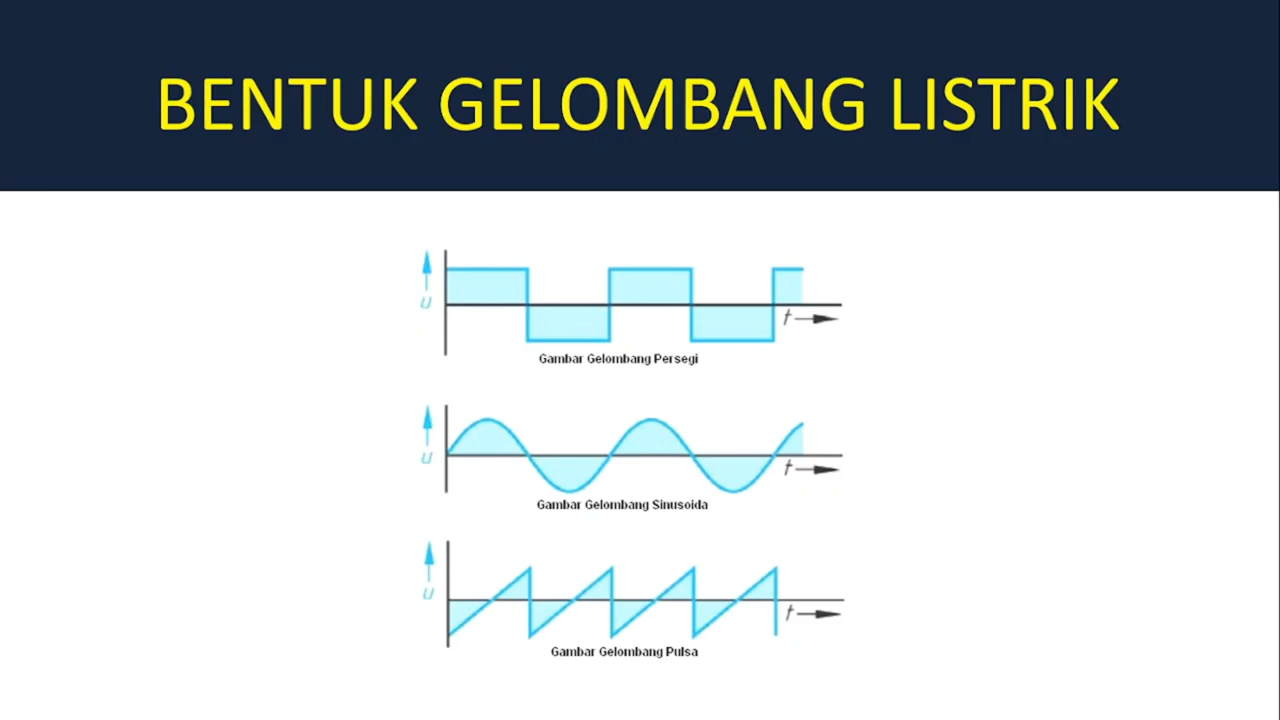 BENTUK GELOMBANG LISTRIK
u
t
Gambar Gelombang Persegi
u
t
Gambar Gelombang Sinusoida
u
t
Gambar Gelombang Pulsa